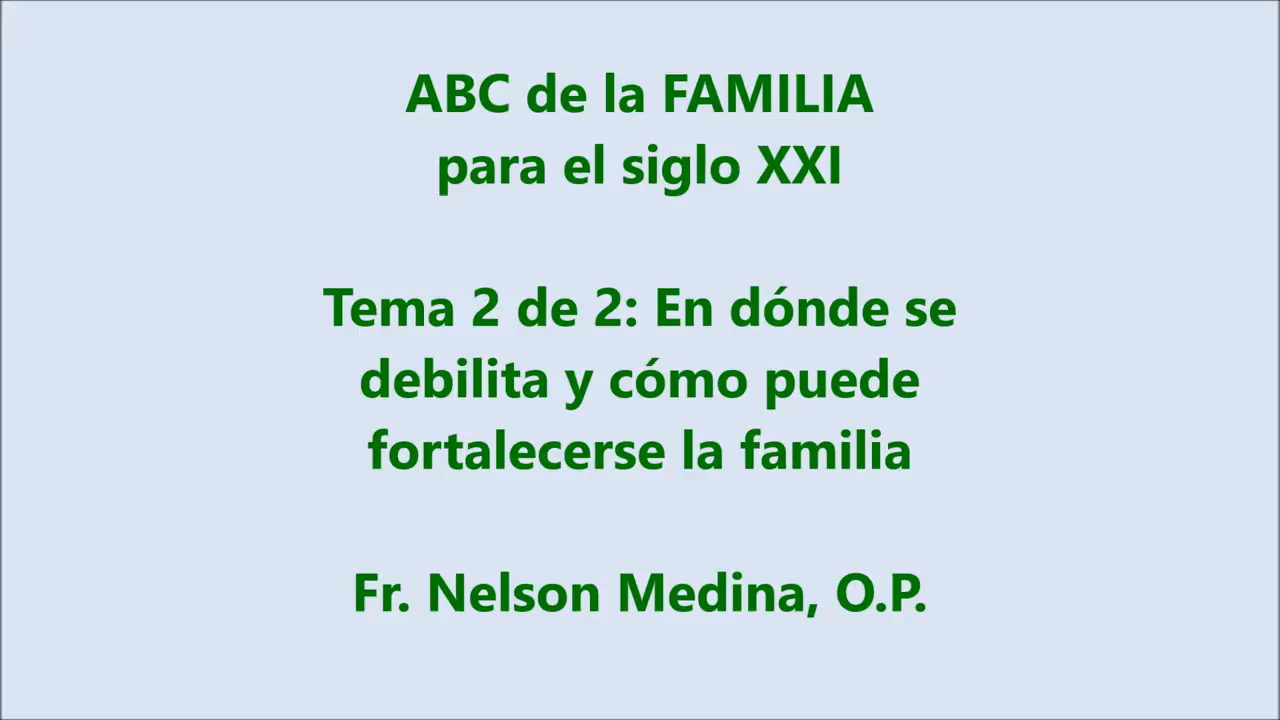 ABC de la FAMILIA
para el siglo XXI
Tema 2 de 2: En dónde se
debilita y cómo puede
fortalecerse la familia
Fr. Nelson Medina, O.P.